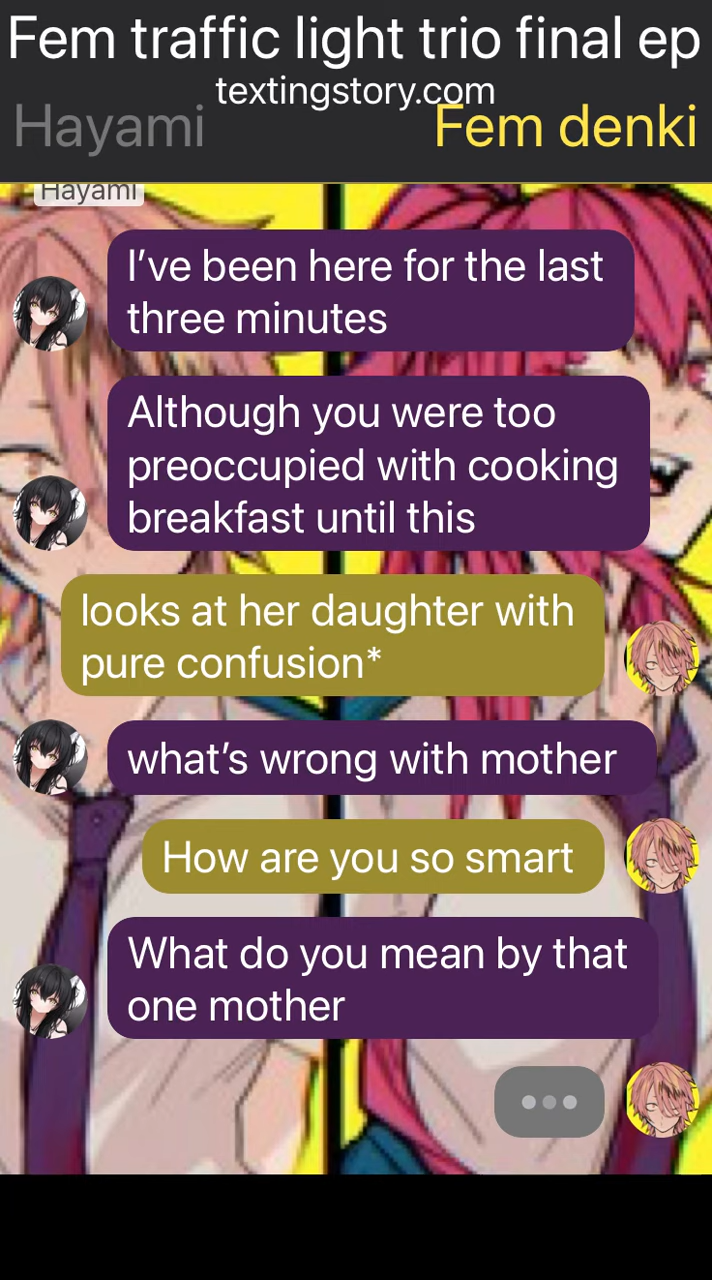 Fem traffic light trio final ep
textingstory.com
Hayami
Fem denki
Hayami
I’ve been here for the last
three minutes
Although you were too
preoccupied with cooking
breakfast until this
looks at her daughter with
pure confusion*
what’s wrong with mother
How are you so smart
What do you mean by that
one mother